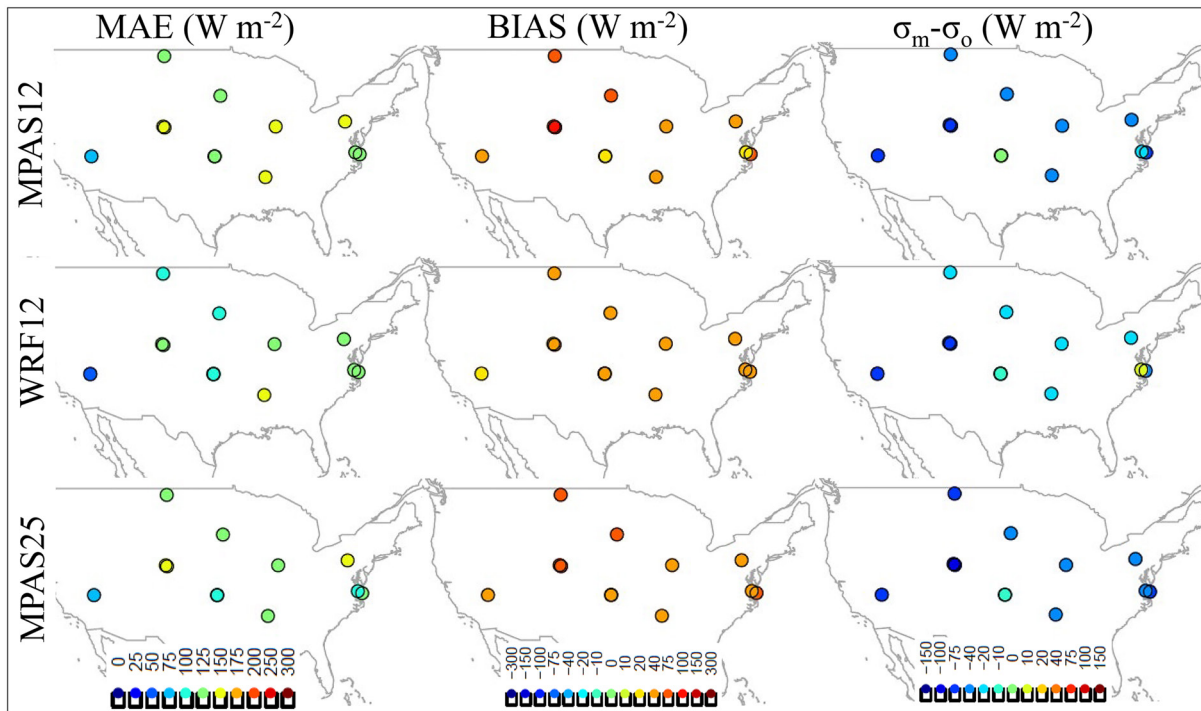 MAE (W m-2)
BIAS (W m-2)
σm-σo (W m-2)
MPAS12
WRF12
MPAS25
0 25 50 75 100 125 150 175 200 250 300
−300 −150 −100 −75 −40 −20 −10 0 10 20 40 75 100 150 300
−150 −100 −75 −40 −20 −10 0 10 20 40 75 100 150